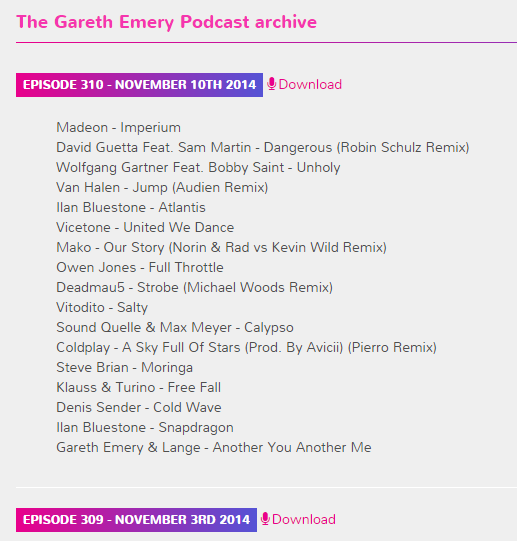 The Gareth Emery Podcast archive
EPISODE 310 - NOVEMBER 10TH 2014 Download
Madeon - Imperium
David Guetta Feat. Sam Martin - Dangerous (Robin Schulz Remix)
Wolfgang Gartner Feat. Bobby Saint - Unholy
Van Halen - Jump (Audien Remix)
Ilan Bluestone - Atlantis
Vicetone - United We Dance
Mako - Our Story (Norin & Rad vs Kevin Wild Remix)
Owen Jones - Full Throttle
Deadmau5 - Strobe (Michael Woods Remix)
Vitodito - Salty
Sound Quelle & Max Meyer - Calypso
Coldplay - A Sky Full Of Stars (Prod. By Avicii) (Pierro Remix)
Steve Brian - Moringa
Klauss & Turino - Free Fall
Denis Sender - Cold Wave
Ilan Bluestone - Snapdragon
Gareth Emery & Lange - Another You Another Me
EPISODE 309 - NOVEMBER 3RD 2014 Download